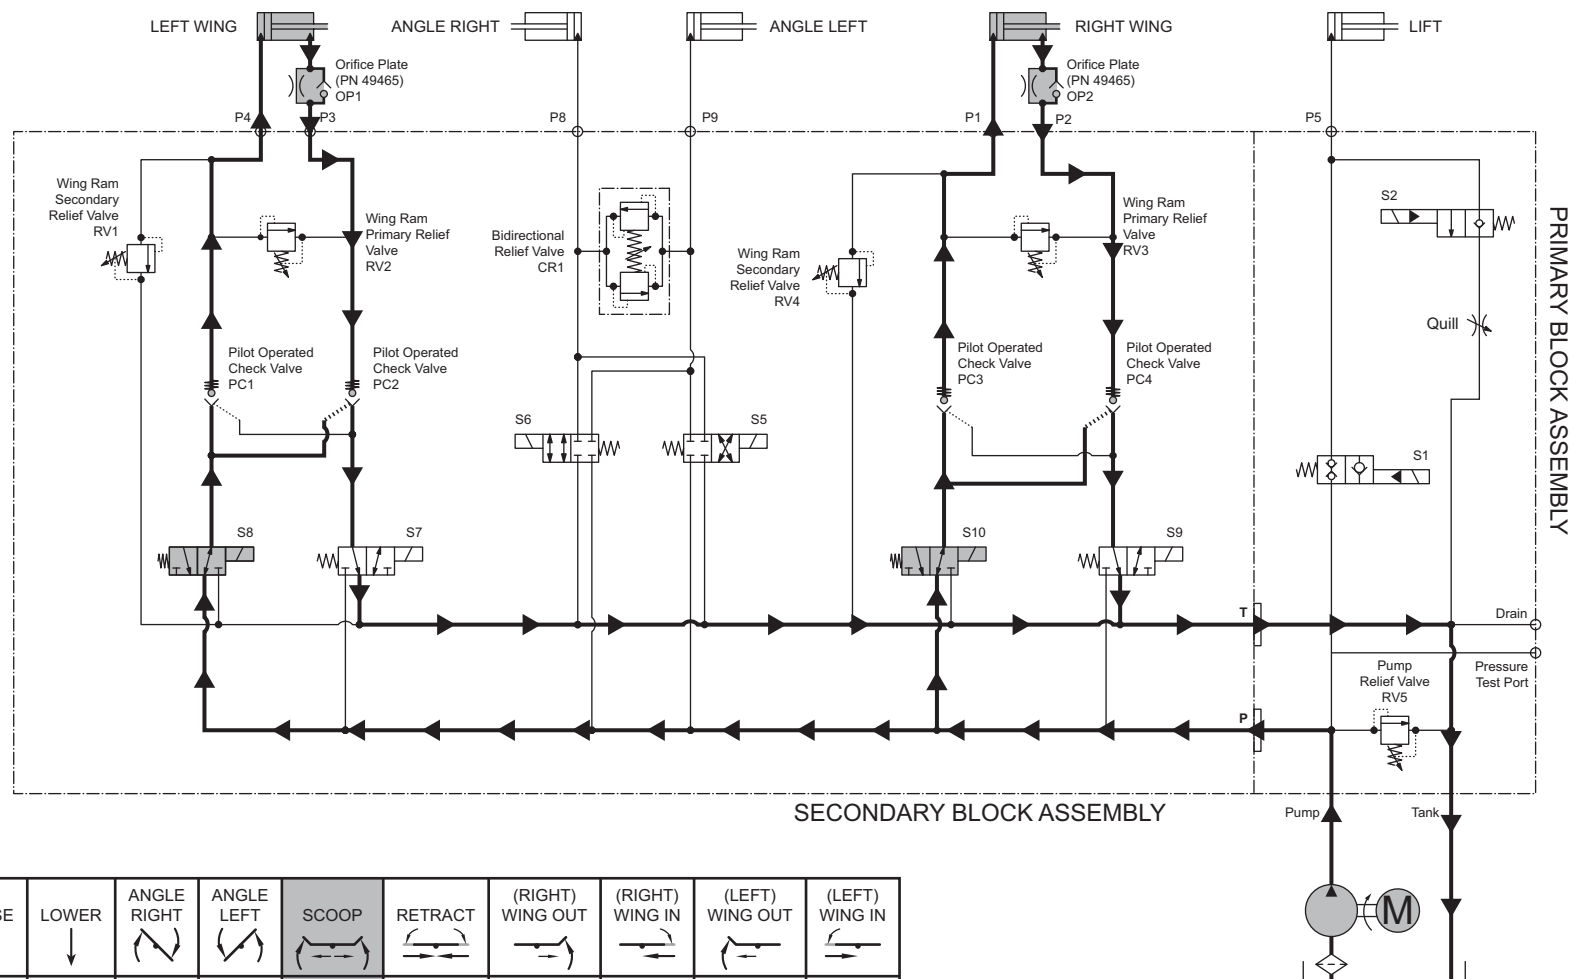 LEFT WING
ANGLE RIGHT
ANGLE LEFT
RIGHT WING
LIFT
Orifice Plate
(PN 49465)
OP1
Orifice Plate
(PN 49465)
OP2
P4
P3
P8
P9
P1
P2
P5
Wing Ram
Secondary
Relief Valve
RV1
Wing Ram
Primary Relief
Valve
RV2
Bidirectional
Relief Valve
CR1
Wing Ram
Secondary
Relief Valve
RV4
Wing Ram
Primary Relief
Valve
RV3
S2
Quill
PRIMARY BLOCK ASSEMBLY
Pilot Operated
Check Valve
PC1
Pilot Operated
Check Valve
PC2
Pilot Operated
Check Valve
PC3
Pilot Operated
Check Valve
PC4
S6
S5
S1
S8
S7
S10
S9
T
Drain
Pressure
Test Port
Pump
Relief Valve
RV5
P
SECONDARY BLOCK ASSEMBLY
Pump
Tank
M
SE
LOWER
ANGLE
RIGHT
ANGLE
LEFT
SCOOP
RETRACT
(RIGHT)
WING OUT
(RIGHT)
WING IN
(LEFT)
WING OUT
(LEFT)
WING IN